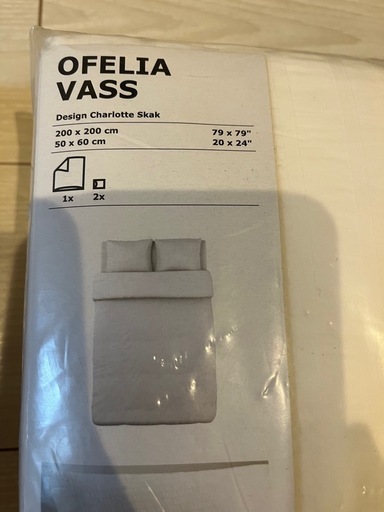 OFELIA
VASS
Design Charlotte Skak
200 x 200 cm 79 x 79"
50 x 60 cm 20 x 24"
1x 2x